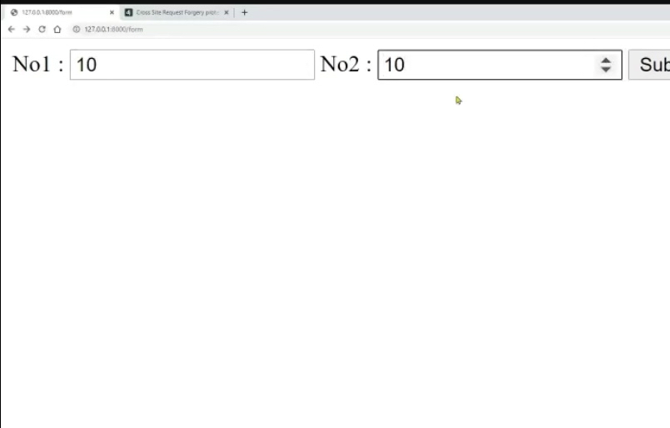 127.0.0.1:8000/form
Cross Site Request Forgery prot
127.0.0.1:8000/form
No1 : 10 No2 : 10 Sub